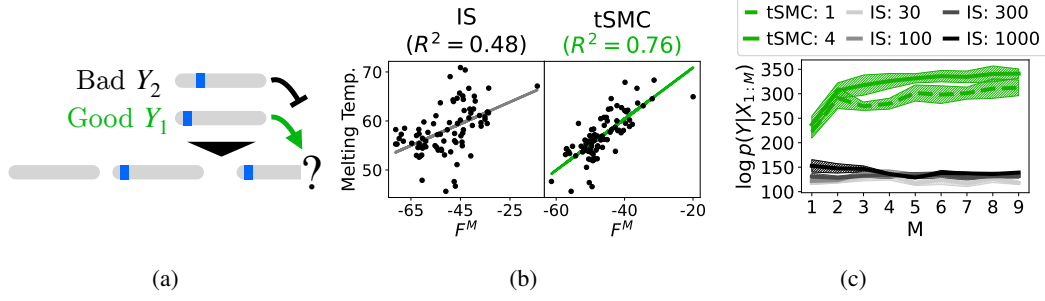 Bad Y₂
Good Y₁
?
(a)
IS
(R² = 0.48)
tSMC
(R² = 0.76)
Melting Temp.
70
60
50
-65
-45
-25
F^M
-60
-40
-20
F^M
(b)
tSMC: 1
IS: 30
IS: 300
tSMC: 4
IS: 100
IS: 1000
log p(Y|X₁:M)
350
300
250
200
150
100
1 2 3 4 5 6 7 8 9
M
(c)